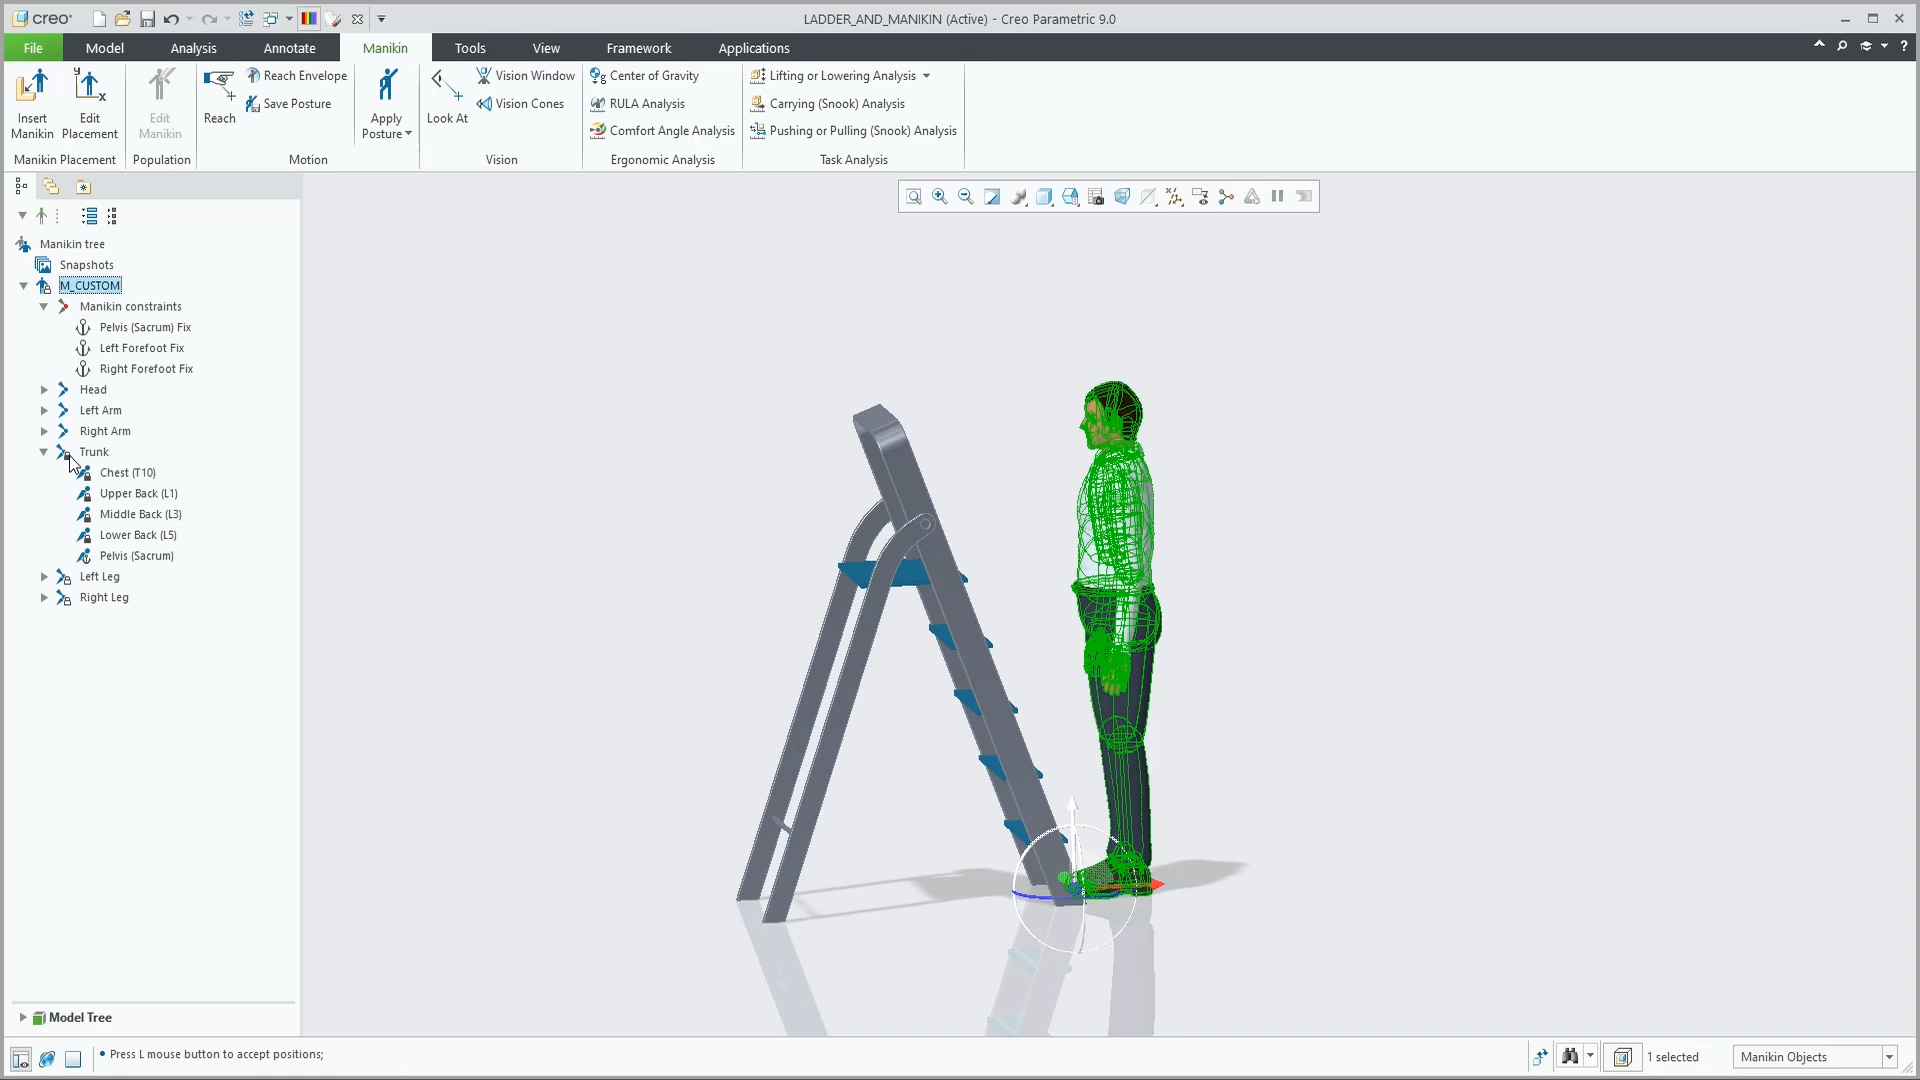 creo®
LADDER_AND_MANIKIN (Active) - Creo Parametric 9.0
File
Model
Analysis
Annotate
Manikin
Tools
View
Framework
Applications
Insert
Manikin
Edit
Placement
Edit
Manikin
Reach
Reach Envelope
Save Posture
Apply
Posture
Look At
Vision Window
Vision Cones
Center of Gravity
RULA Analysis
Comfort Angle Analysis
Lifting or Lowering Analysis
Carrying (Snook) Analysis
Pushing or Pulling (Snook) Analysis
Manikin Placement
Population
Motion
Vision
Ergonomic Analysis
Task Analysis
Manikin tree
Snapshots
M_CUSTOM
Manikin constraints
Pelvis (Sacrum) Fix
Left Forefoot Fix
Right Forefoot Fix
Head
Left Arm
Right Arm
Trunk
Chest (T10)
Upper Back (L1)
Middle Back (L3)
Lower Back (L5)
Pelvis (Sacrum)
Left Leg
Right Leg
Model Tree
• Press L mouse button to accept positions;
1 selected
Manikin Objects